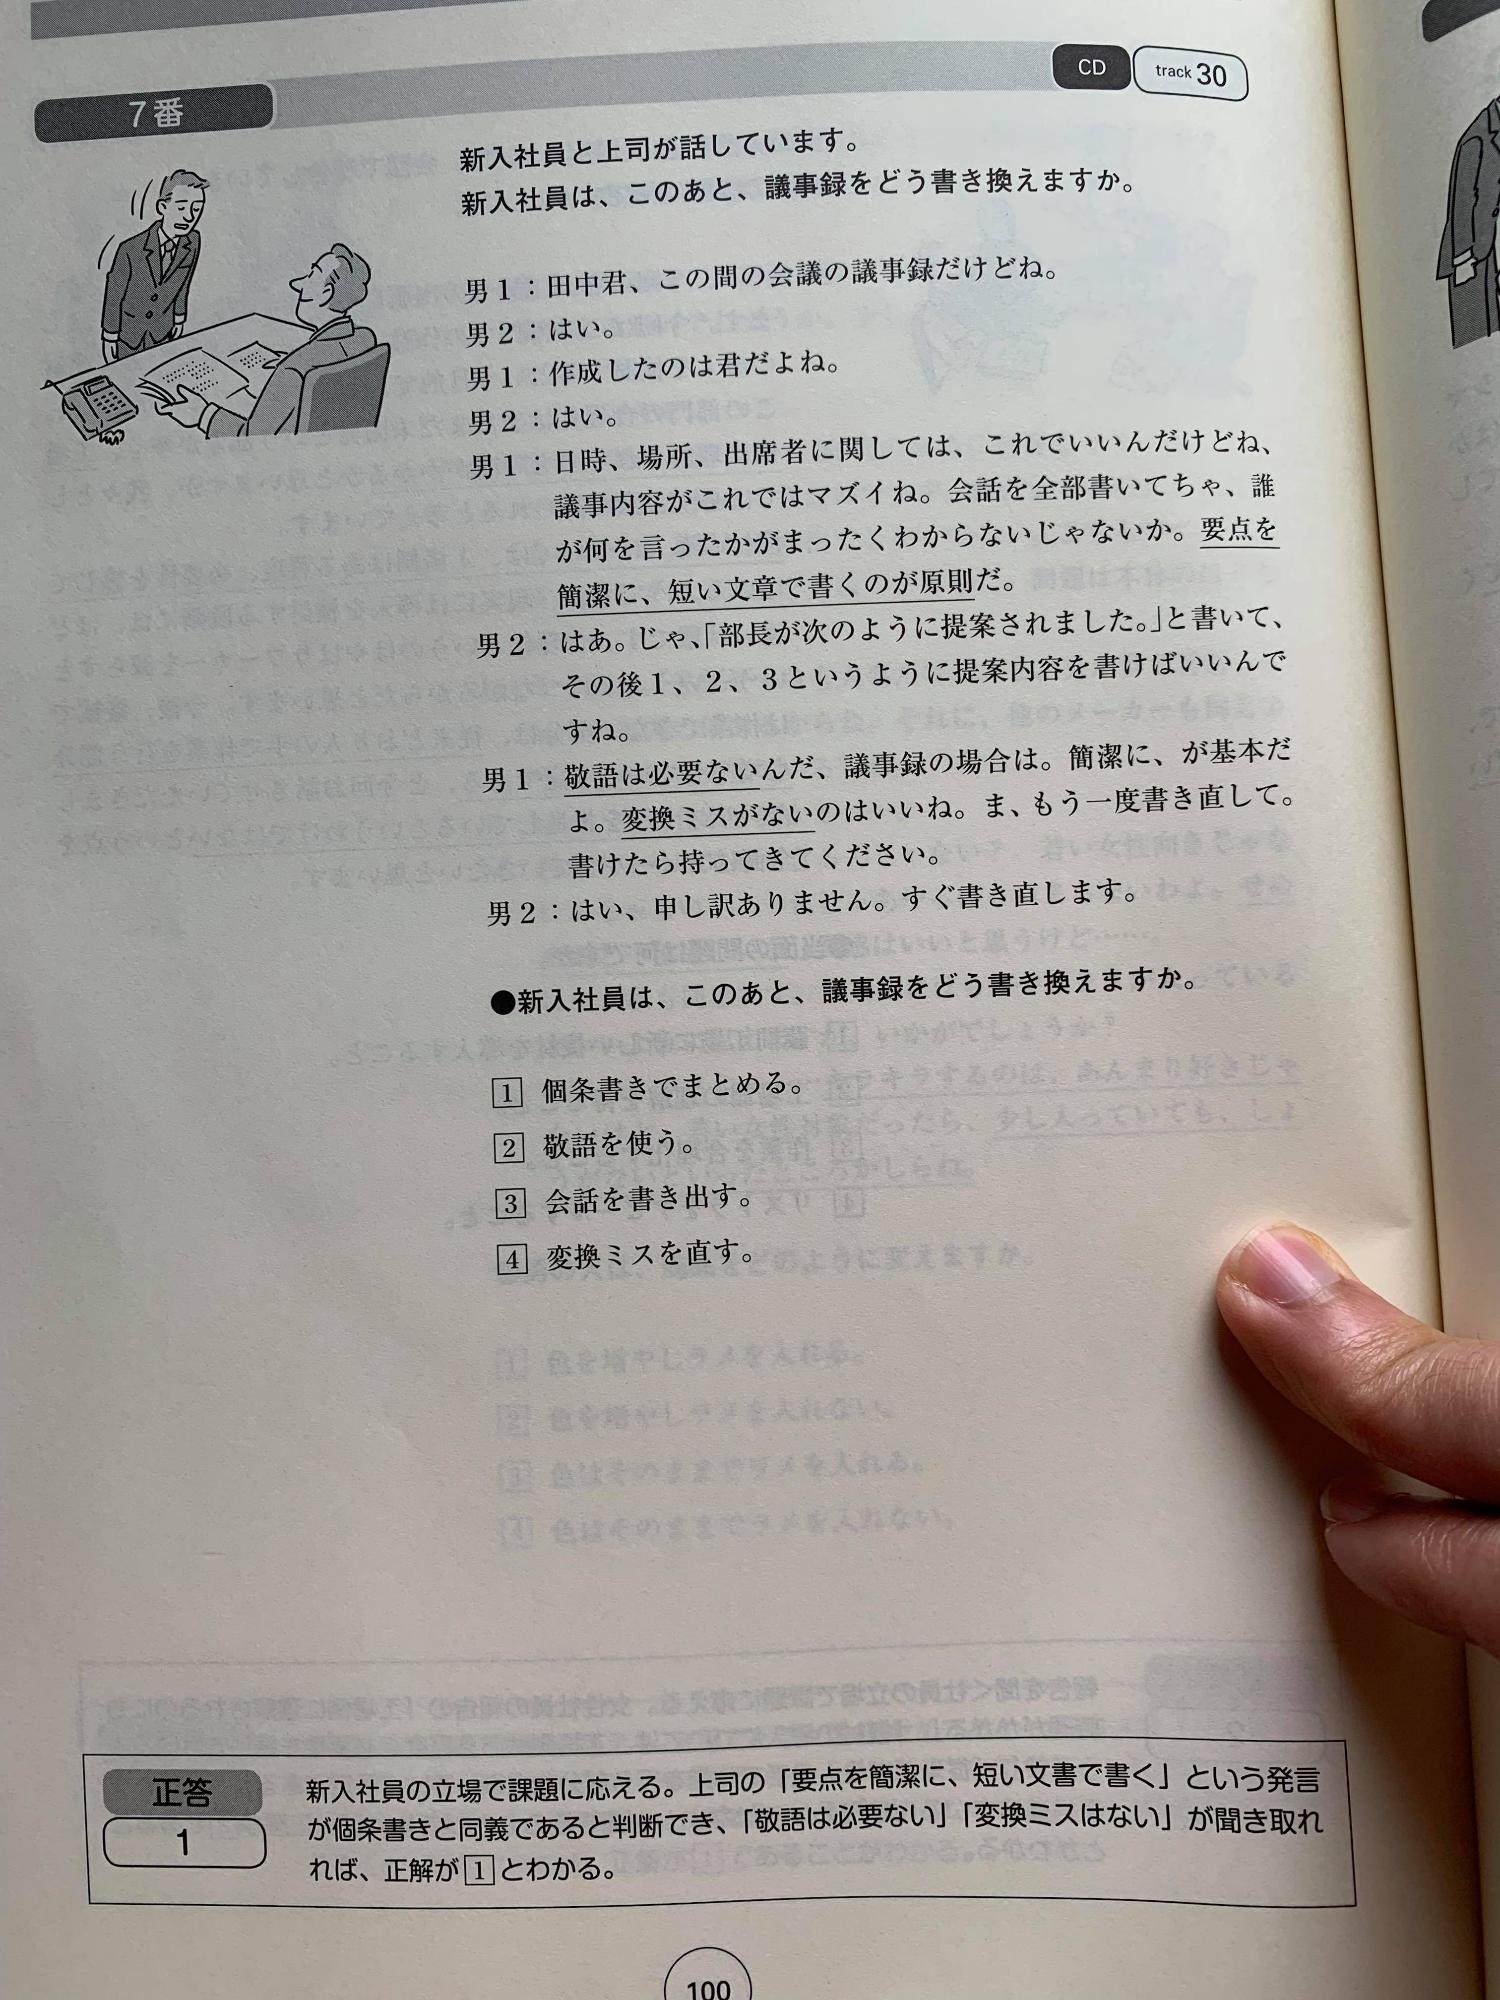 7番
CD
track 30
新入社員と上司が話しています。
新入社員は、このあと、議事録をどう書き換えますか。
男1：田中君、この間の会議の議事録だけどね。
男2：はい。
男1：作成したのは君だよね。
男2：はい。
男1：日時、場所、出席者に関しては、これでいいんだけどね、
議事内容がこれではマズイね。会話を全部書いてちゃ、誰
が何を言ったかがまったくわからないじゃないか。要点を
簡潔に、短い文章で書くのが原則だ。
男2：はあ。じゃ、「部長が次のように提案されました。」と書いて、
その後1、2、3というように提案内容を書けばいいんで
すね。
男1：敬語は必要ないんだ、議事録の場合は。簡潔に、が基本だ
よ。変換ミスがないのはいいね。ま、もう一度書き直して。
書けたら持ってきてください。
男2：はい、申し訳ありません。すぐ書き直します。
●新入社員は、このあと、議事録をどう書き換えますか。
1 個条書きでまとめる。
2 敬語を使う。
3 会話を書き出す。
4 変換ミスを直す。
正答
1
新入社員の立場で課題に応える。上司の「要点を簡潔に、短い文書で書く」という発言
が個条書きと同義であると判断でき、「敬語は必要ない」「変換ミスはない」が聞き取れ
れば、正解が1とわかる。
100